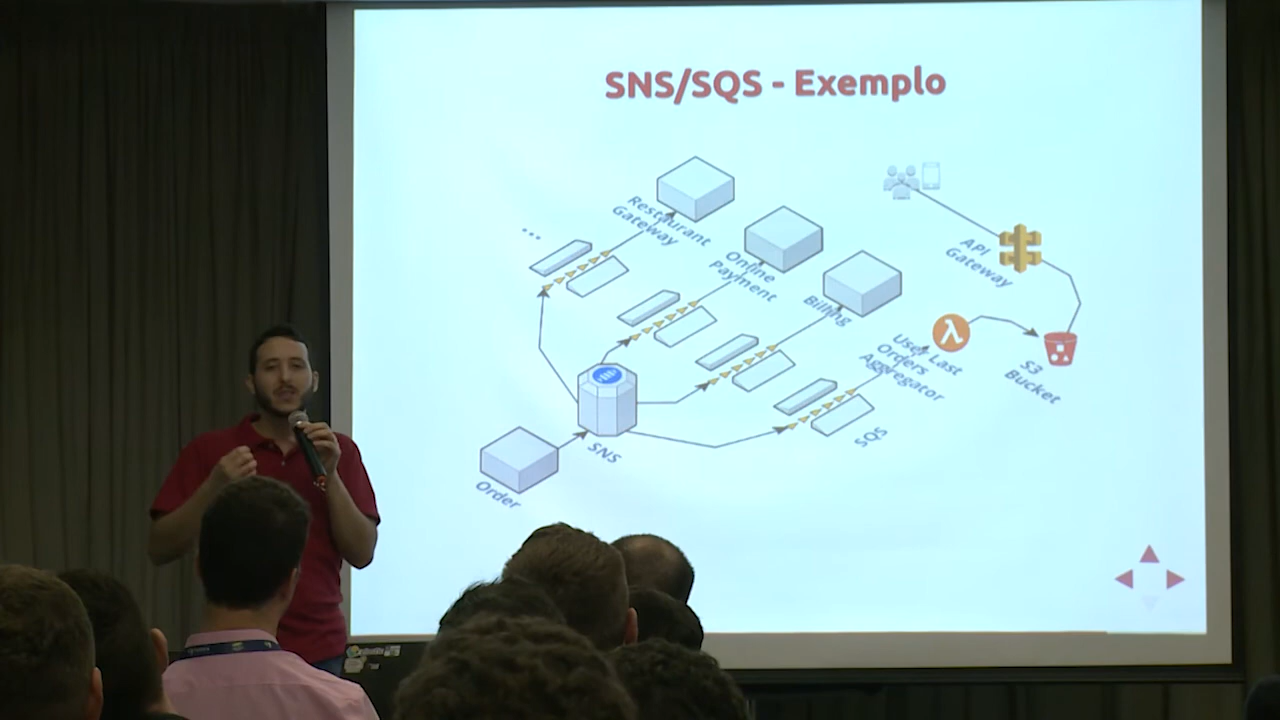 SNS/SQS - Exemplo
Restaurant
Gateway
...
Online
Payment
Billing
API
Gateway
User Last
Orders
Aggregator
S3
Bucket
SQS
SNS
Order